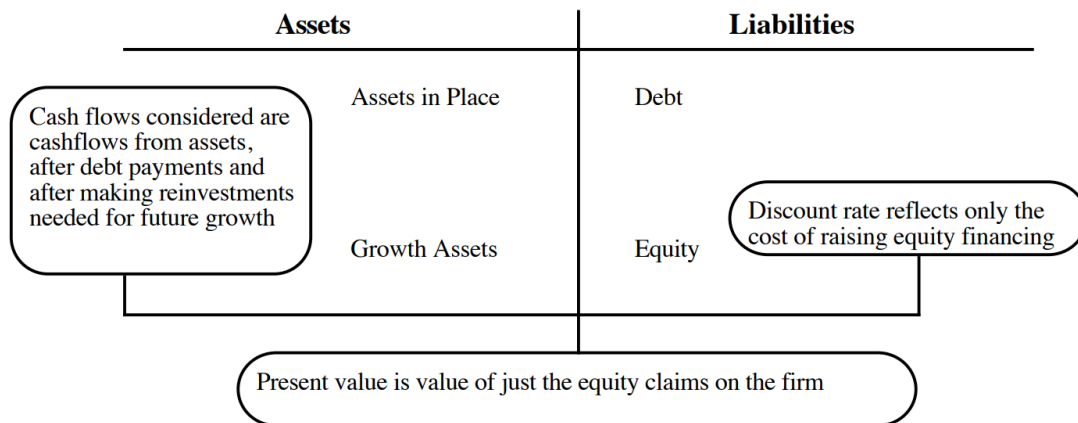 Assets
Liabilities
Assets in Place
Debt
Cash flows considered are
cashflows from assets,
after debt payments and
after making reinvestments
needed for future growth
Growth Assets
Equity
Discount rate reflects only the
cost of raising equity financing
Present value is value of just the equity claims on the firm